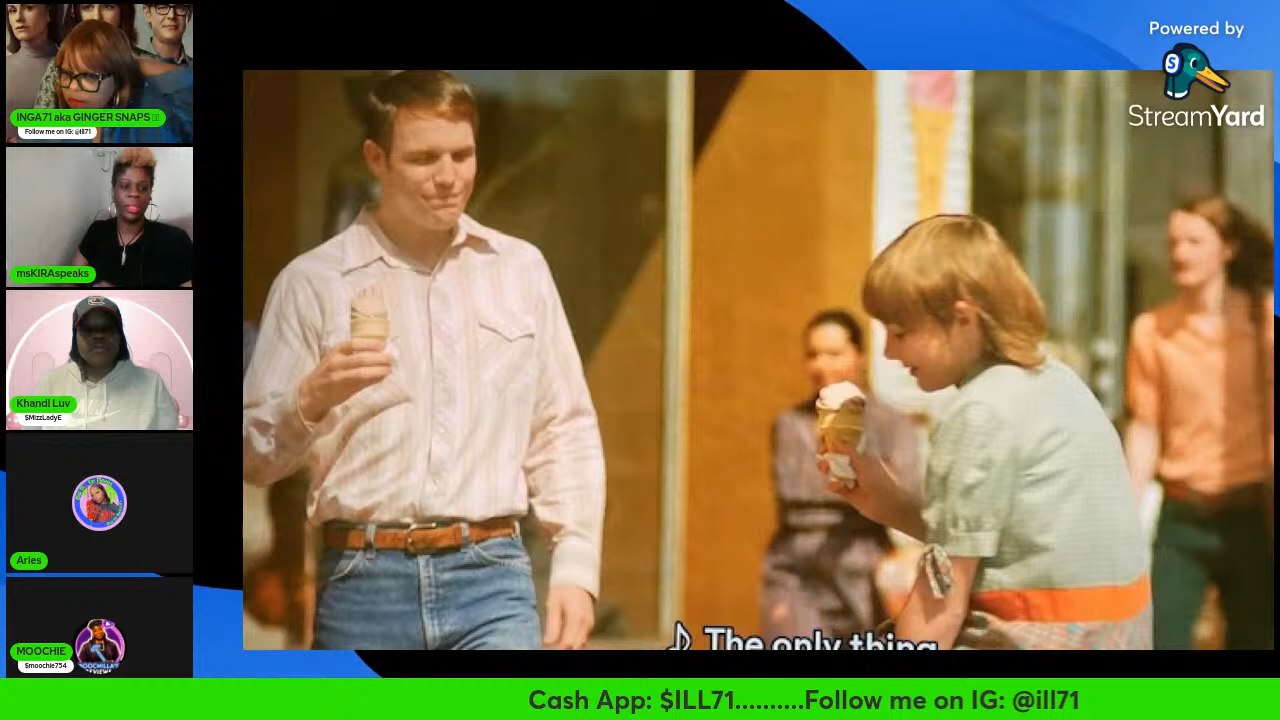 Powered by
StreamYard
INGA71 aka GINGER SNAPS
Follow me on IG: @ill71
msKIRAspeaks
Khandi Luv
$MizzLadyE
Aries
MOOCHIE
$moochie754
♪ The only thing
Cash App: $ILL71..........Follow me on IG: @ill71